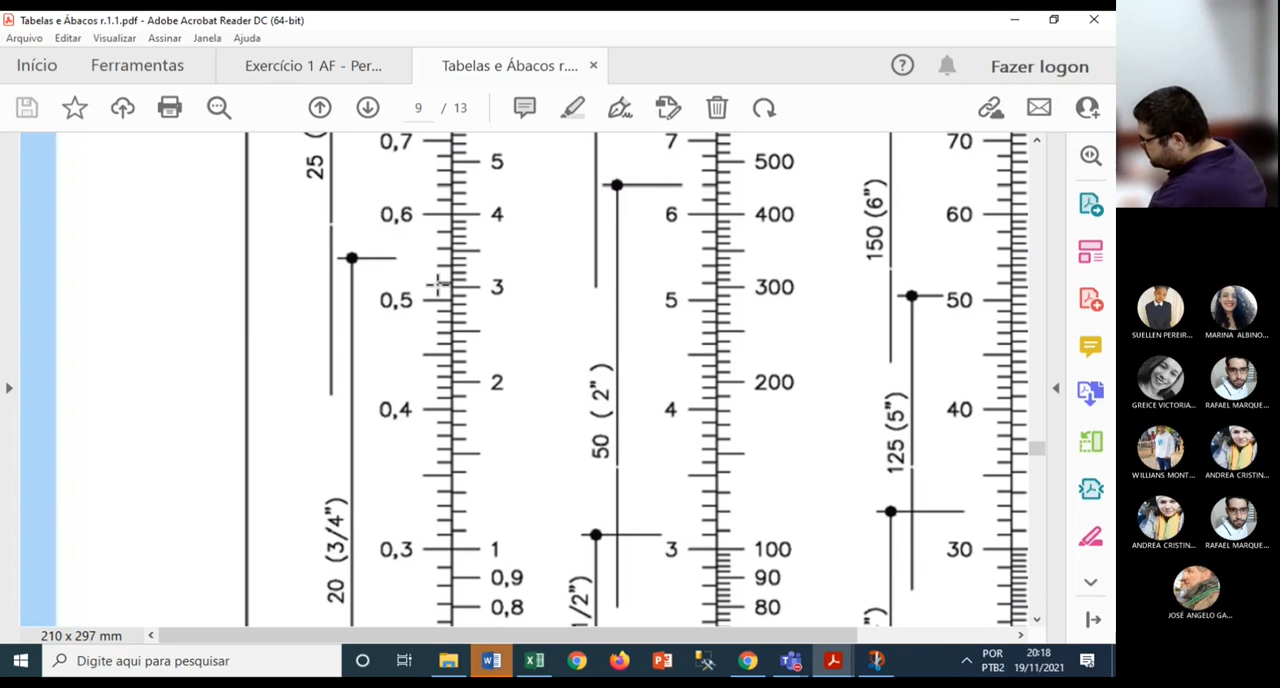 Tabelas e Ábacos r.1.1.pdf - Adobe Acrobat Reader DC (64-bit)
Arquivo Editar Visualizar Assinar Janela Ajuda
Início Ferramentas Exercício 1 AF - Per... Tabelas e Ábacos r.... × Fazer logon
9 / 13
25 (
0,7 5 7 500 70
0,6 4 6 400 60
150 (6")
0,5 3 5 300 50
2 200
50 ( 2" )
0,4 4 40
125 (5")
20 (3/4")
0,3 1 3 100 30
0,9 90
0,8 80
1/2")
")
210 x 297 mm
SUELLEN PEREIR... MARINA ALBINO...
GREICE VICTORIA... RAFAEL MARQUE...
WILLIANS MONT... ANDREA CRISTIN...
ANDREA CRISTIN... RAFAEL MARQUE...
JOSÉ ANGELO GA...
Digite aqui para pesquisar
POR
PTB2
20:18
19/11/2021